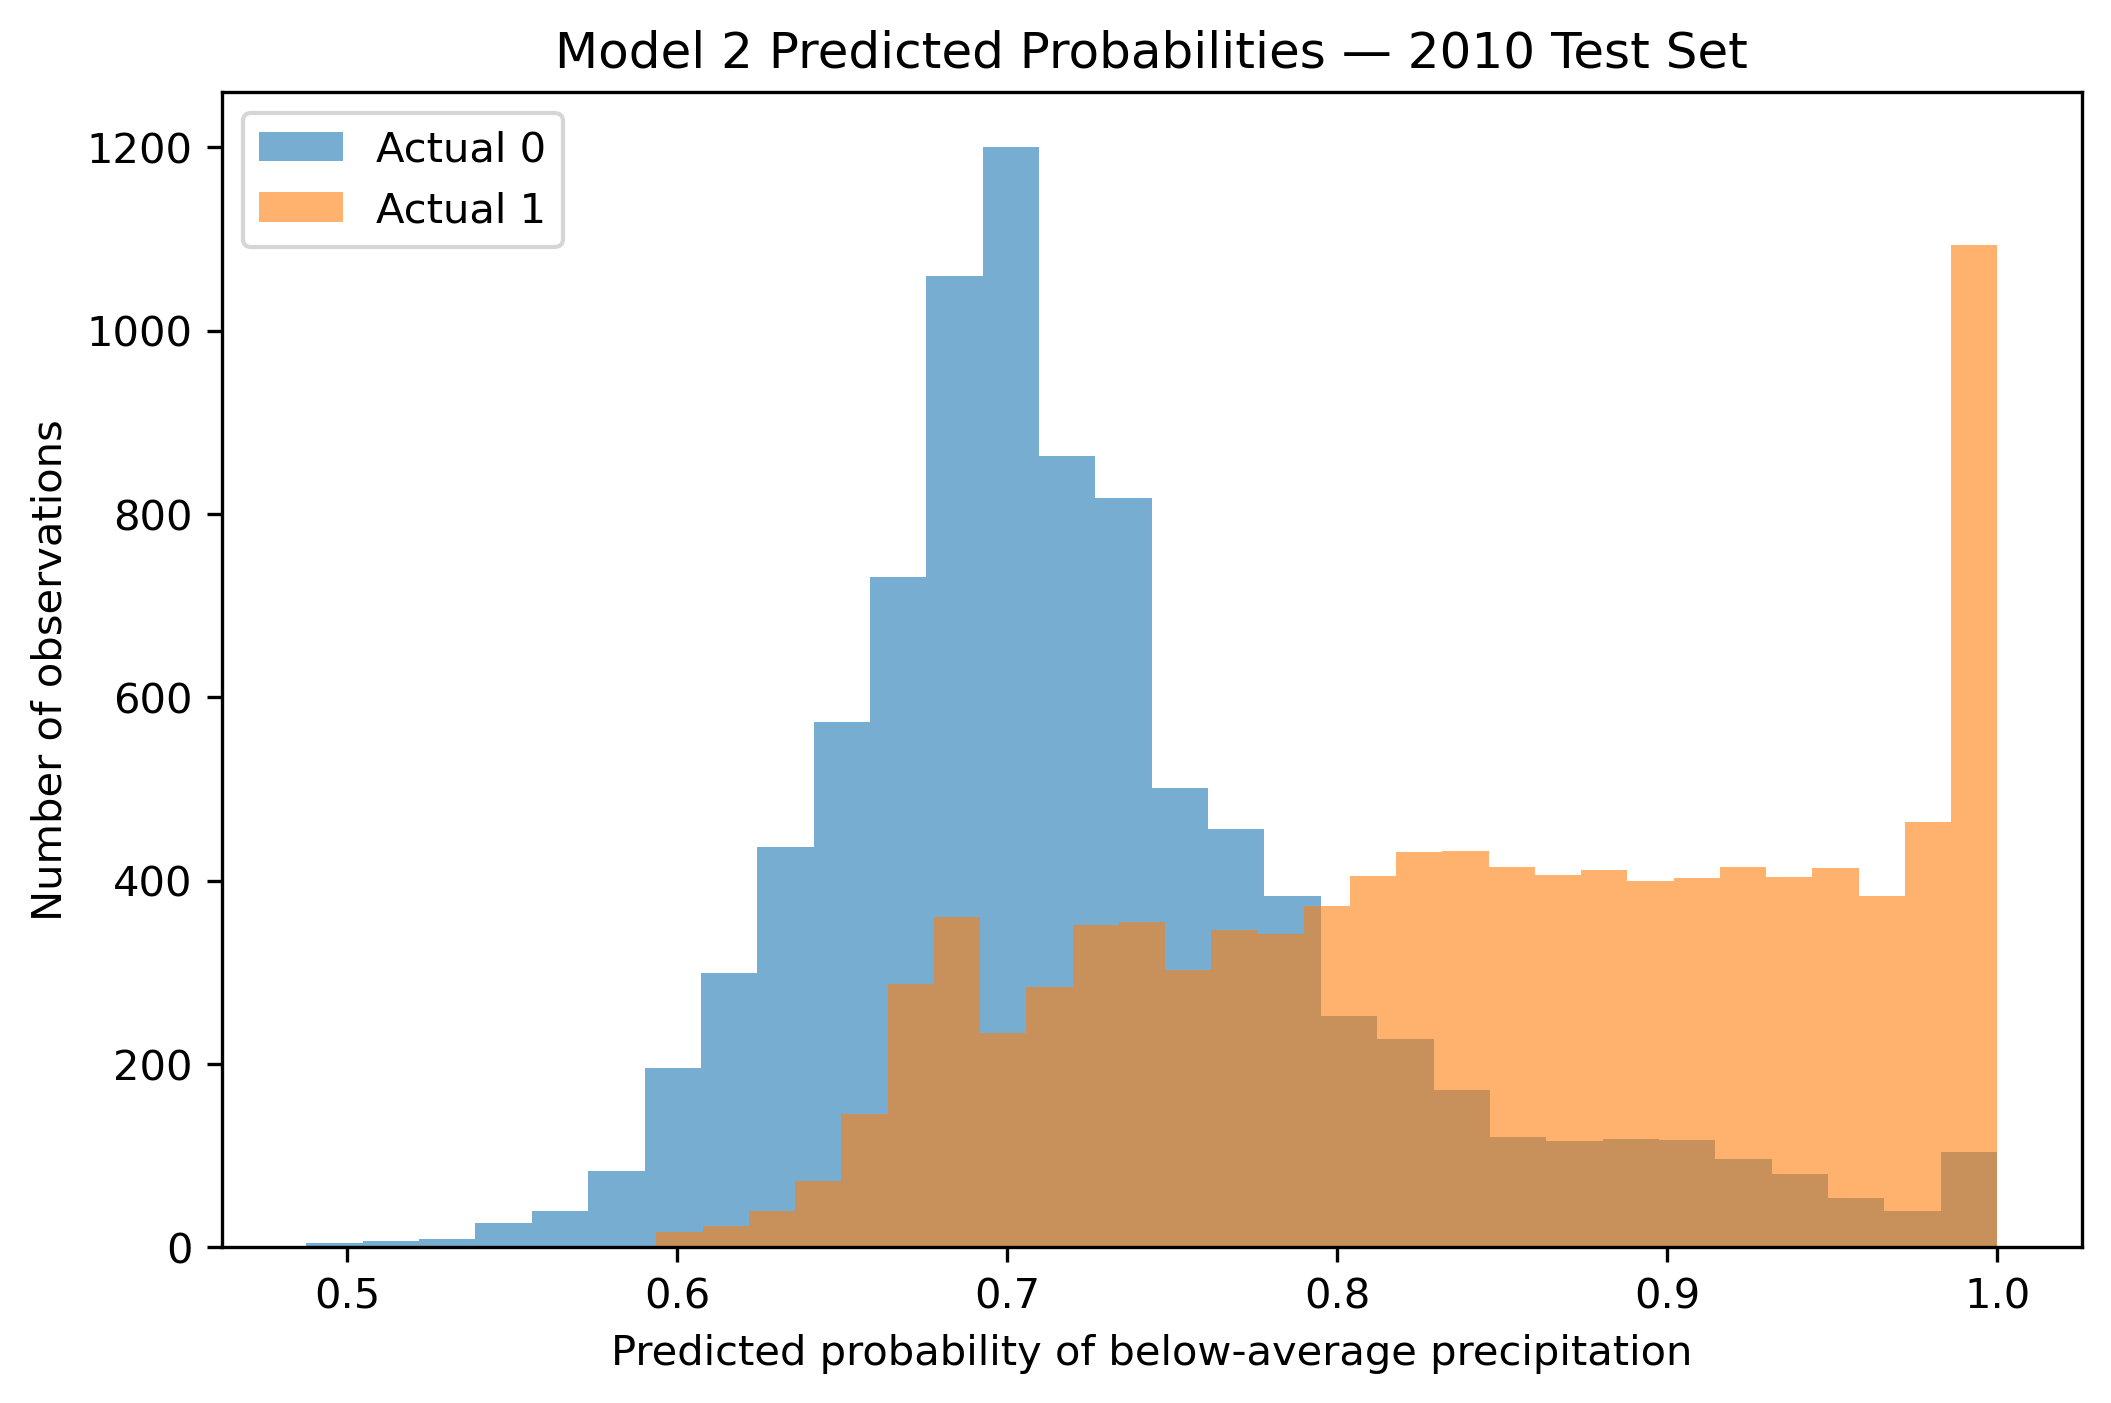 Model 2 Predicted Probabilities — 2010 Test Set
Actual 0
Actual 1
1200
1000
800
600
400
200
0
Number of observations
0.5 0.6 0.7 0.8 0.9 1.0
Predicted probability of below-average precipitation